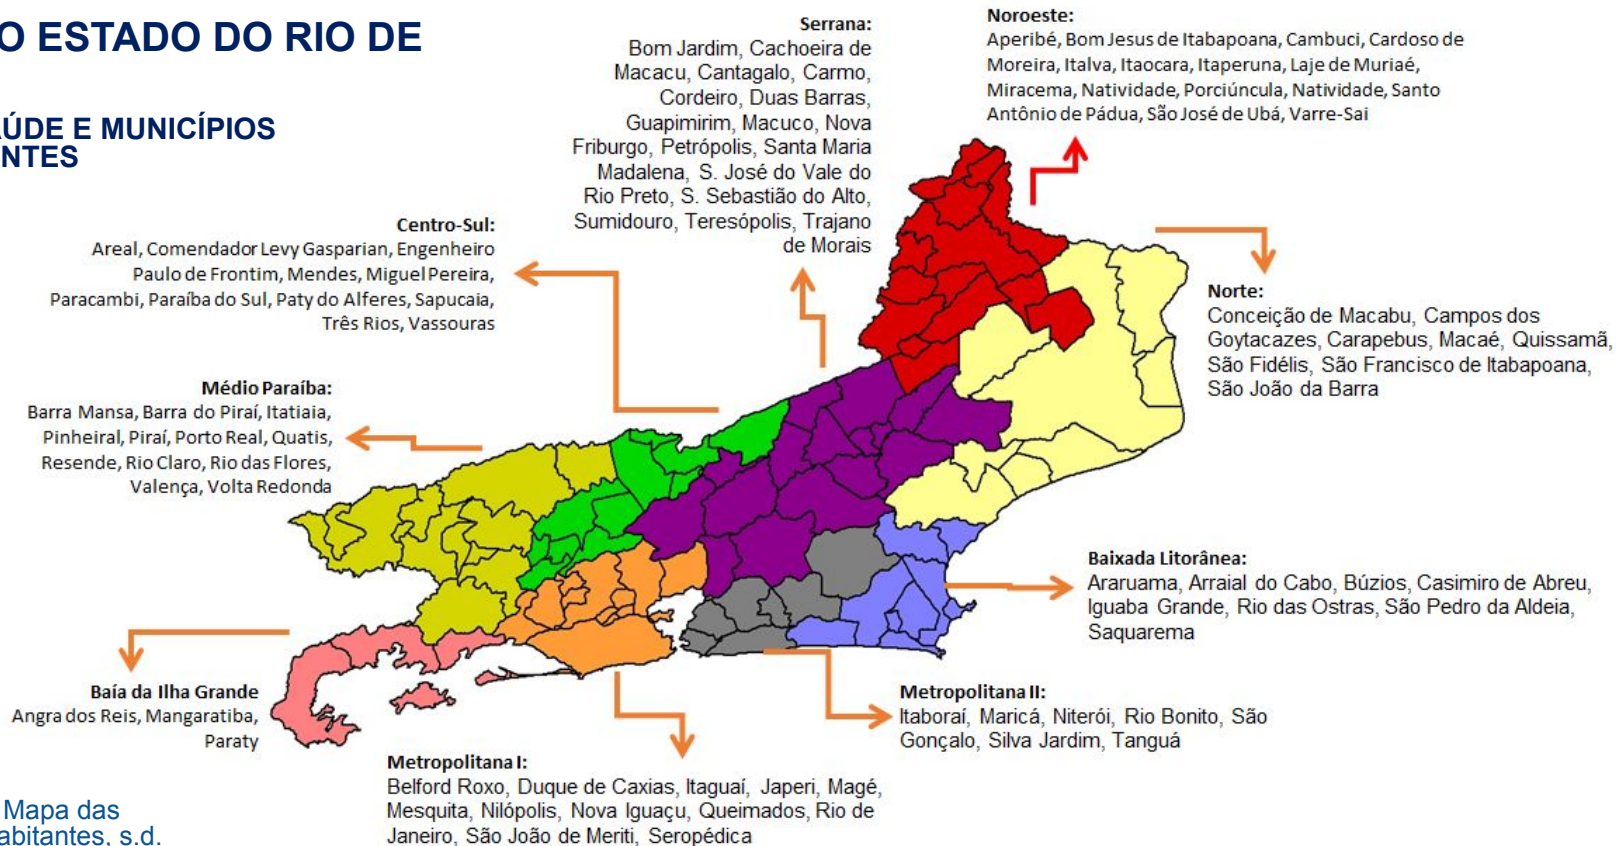 O ESTADO DO RIO DE
AÚDE E MUNICÍPIOS
NTES
Serrana:
Bom Jardim, Cachoeira de
Macacu, Cantagalo, Carmo,
Cordeiro, Duas Barras,
Guapimirim, Macuco, Nova
Friburgo, Petrópolis, Santa Maria
Madalena, S. José do Vale do
Rio Preto, S. Sebastião do Alto,
Sumidouro, Teresópolis, Trajano
de Morais
Noroeste:
Aperibé, Bom Jesus de Itabapoana, Cambuci, Cardoso de
Moreira, Italva, Itaocara, Itaperuna, Laje de Muriaé,
Miracema, Natividade, Porciúncula, Natividade, Santo
Antônio de Pádua, São José de Ubá, Varre-Sai
Centro-Sul:
Areal, Comendador Levy Gasparian, Engenheiro
Paulo de Frontim, Mendes, Miguel Pereira,
Paracambi, Paraíba do Sul, Paty do Alferes, Sapucaia,
Três Rios, Vassouras
Norte:
Conceição de Macabu, Campos dos
Goytacazes, Carapebus, Macaé, Quissamã,
São Fidélis, São Francisco de Itabapoana,
São João da Barra
Médio Paraíba:
Barra Mansa, Barra do Piraí, Itatiaia,
Pinheiral, Piraí, Porto Real, Quatis,
Resende, Rio Claro, Rio das Flores,
Valença, Volta Redonda
Baixada Litorânea:
Araruama, Arraial do Cabo, Búzios, Casimiro de Abreu,
Iguaba Grande, Rio das Ostras, São Pedro da Aldeia,
Saquarema
Baía da Ilha Grande
Angra dos Reis, Mangaratiba,
Paraty
Metropolitana II:
Itaboraí, Maricá, Niterói, Rio Bonito, São
Gonçalo, Silva Jardim, Tanguá
Metropolitana I:
Belford Roxo, Duque de Caxias, Itaguaí, Japeri, Magé,
Mesquita, Nilópolis, Nova Iguaçu, Queimados, Rio de
Janeiro, São João de Meriti, Seropédica
Mapa das
abitantes, s.d.